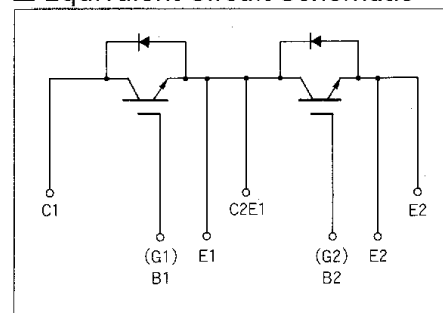 Equivalent Circuit Schematic
C1
C2E1
E2
(G1)
E1
(G2)
E2
B1
B2